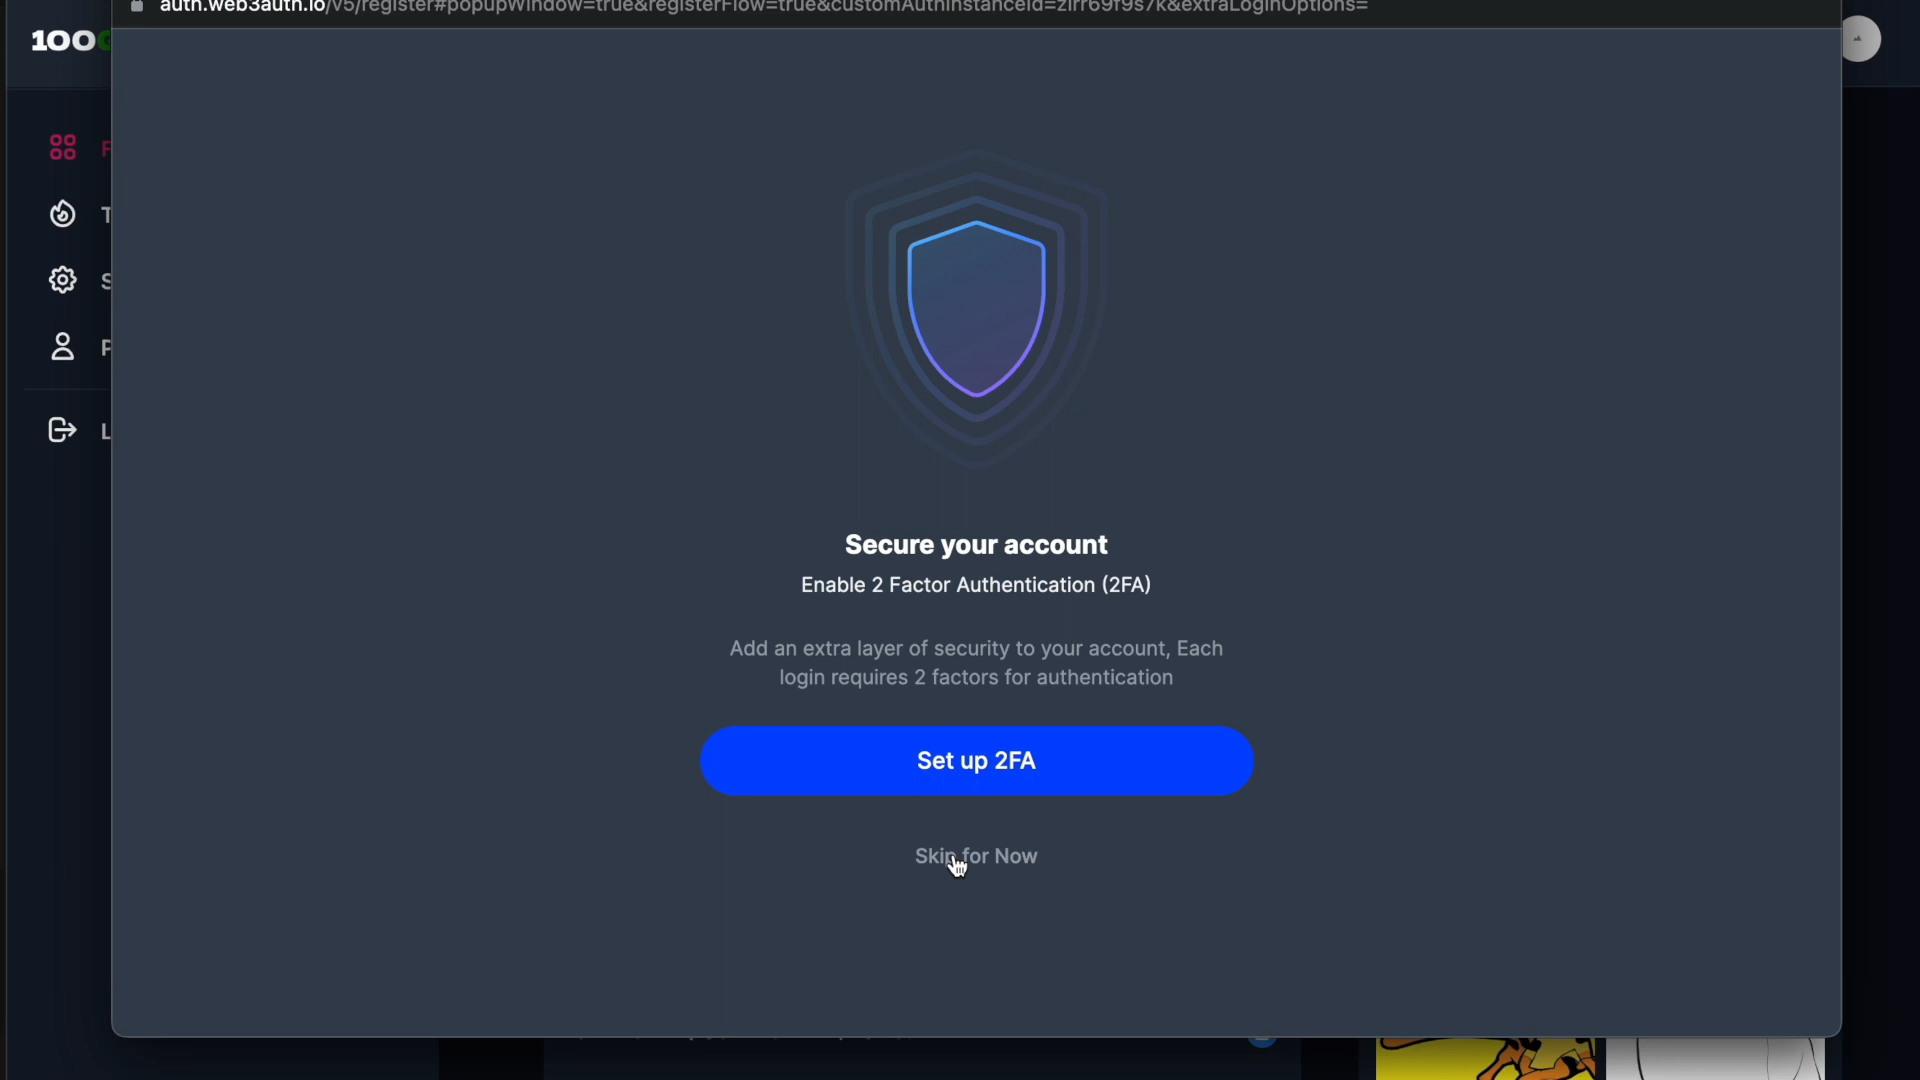 auth.web3auth.io/v5/register#popupWindow=true&registerFlow=true&customAuthInstanceId=zlrr69f9s7k&extraLoginOptions=
100
F
T
S
P
L
Secure your account
Enable 2 Factor Authentication (2FA)
Add an extra layer of security to your account, Each
login requires 2 factors for authentication
Set up 2FA
Skip for Now